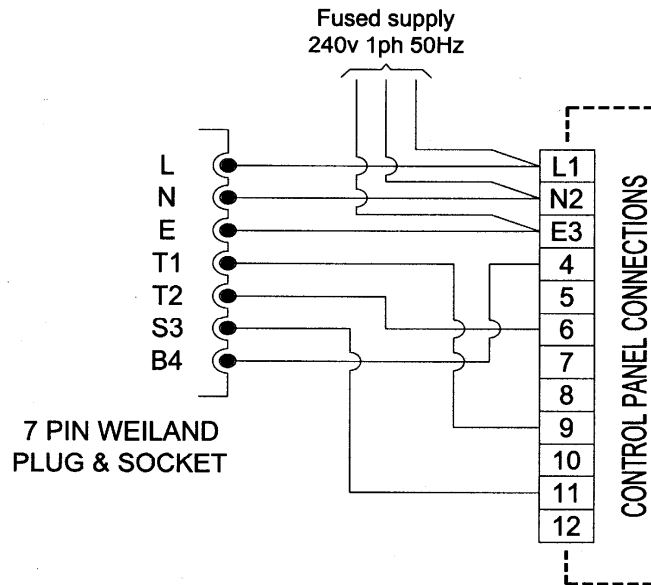 Fused supply
240v 1ph 50Hz
L
N
E
T1
T2
S3
B4
7 PIN WEILAND
PLUG & SOCKET
L1
N2
E3
4
5
6
7
8
9
10
11
12
CONTROL PANEL CONNECTIONS